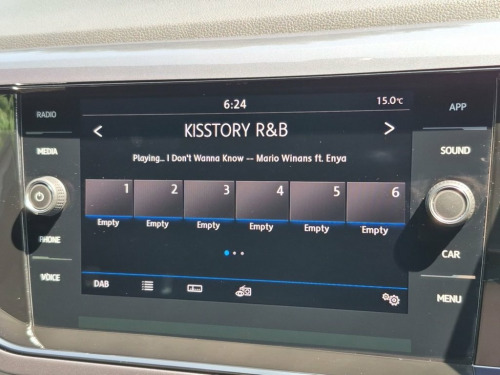 6:24
15.0°C
RADIO
APP
< KISSTORY R&B >
MEDIA
SOUND
Playing... I Don't Wanna Know -- Mario Winans ft. Enya
1 2 3 4 5 6
Empty Empty Empty Empty Empty Empty
PHONE
CAR
VOICE
MENU
DAB